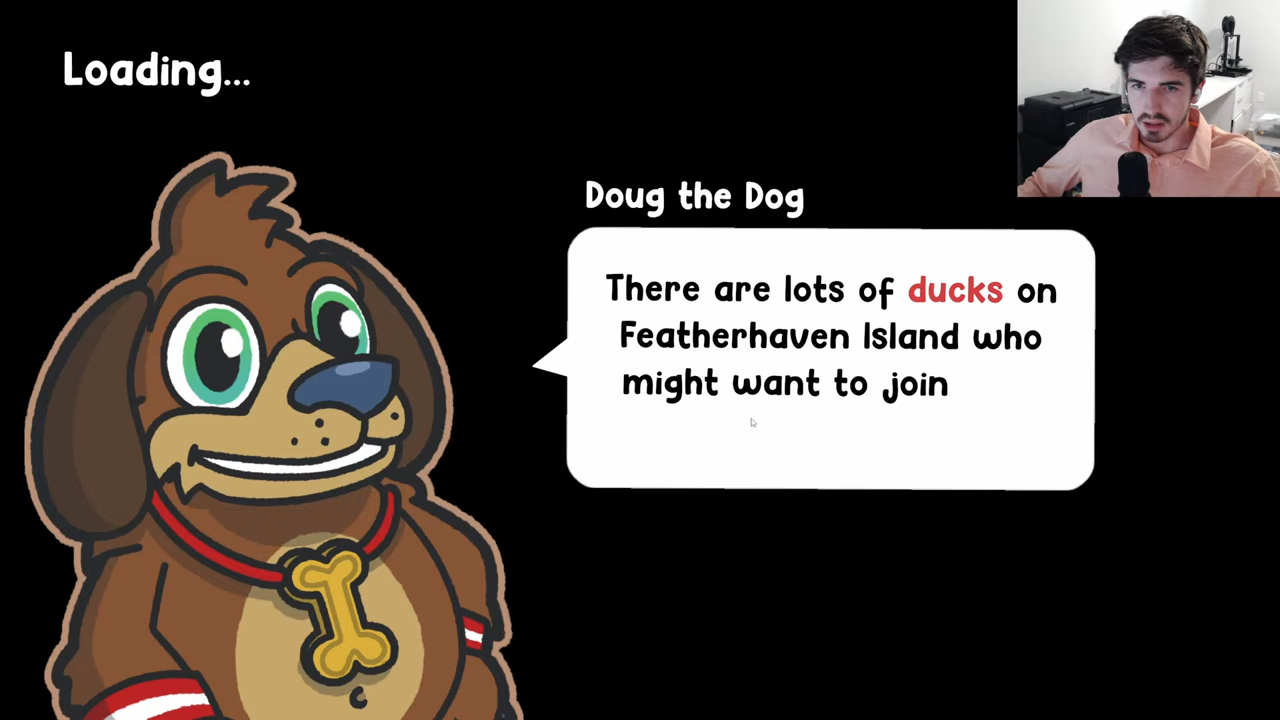 Loading...
Doug the Dog
There are lots of ducks on
Featherhaven Island who
might want to join